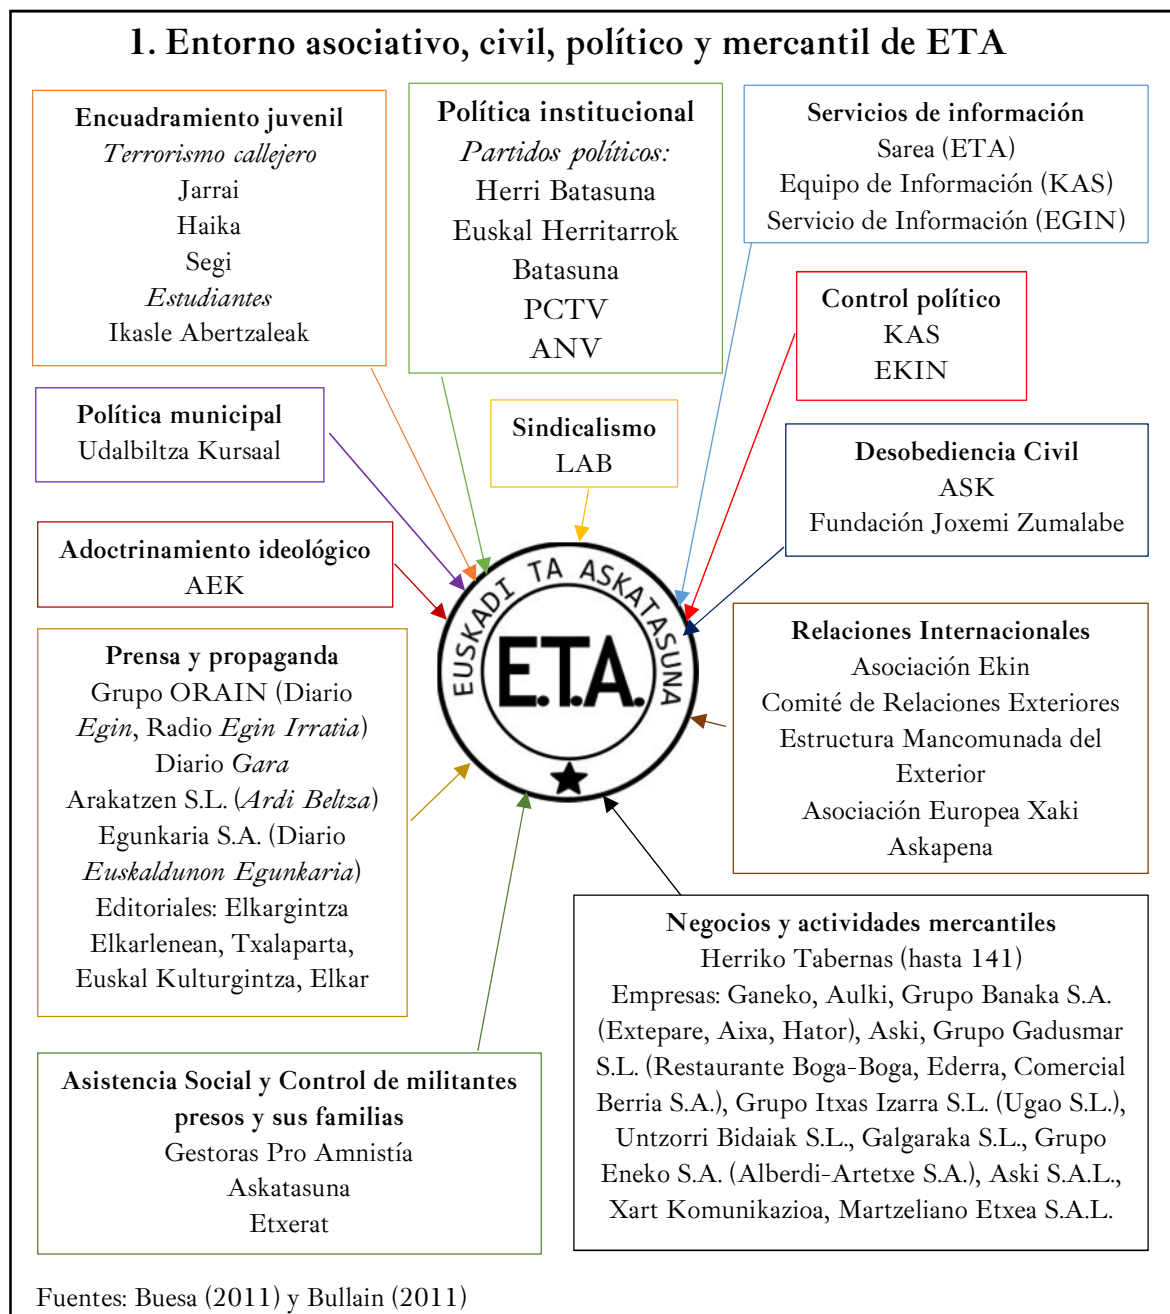 1. Entorno asociativo, civil, político y mercantil de ETA
Encuadramiento juvenil
Terrorismo callejero
Jarrai
Haika
Segi
Estudiantes
Ikasle Abertzaleak
Política institucional
Partidos políticos:
Herri Batasuna
Euskal Herritarrok
Batasuna
PCTV
ANV
Servicios de información
Sarea (ETA)
Equipo de Información (KAS)
Servicio de Información (EGIN)
Control político
KAS
EKIN
Política municipal
Udalbiltza Kursaal
Sindicalismo
LAB
Desobediencia Civil
ASK
Fundación Joxemi Zumalabe
Adoctrinamiento ideológico
AEK
EUSKADI TA ASKATASUNA
E.T.A.
Prensa y propaganda
Grupo ORAIN (Diario
Egin, Radio Egin Irratia)
Diario Gara
Arakatzen S.L. (Ardi Beltza)
Egunkaria S.A. (Diario
Euskaldunon Egunkaria)
Editoriales: Elkargintza
Elkarlenean, Txalaparta,
Euskal Kulturgintza, Elkar
Relaciones Internacionales
Asociación Ekin
Comité de Relaciones Exteriores
Estructura Mancomunada del
Exterior
Asociación Europea Xaki
Askapena
Asistencia Social y Control de militantes
presos y sus familias
Gestoras Pro Amnistía
Askatasuna
Etxerat
Negocios y actividades mercantiles
Herriko Tabernas (hasta 141)
Empresas: Ganeko, Aulki, Grupo Banaka S.A.
(Extepare, Aixa, Hator), Aski, Grupo Gadusmar
S.L. (Restaurante Boga-Boga, Ederra, Comercial
Berria S.A.), Grupo Itxas Izarra S.L. (Ugao S.L.),
Untzorri Bidaiak S.L., Galgaraka S.L., Grupo
Eneko S.A. (Alberdi-Artetxe S.A.), Aski S.A.L.,
Xart Komunikazioa, Martzeliano Etxea S.A.L.
Fuentes: Buesa (2011) y Bullain (2011)